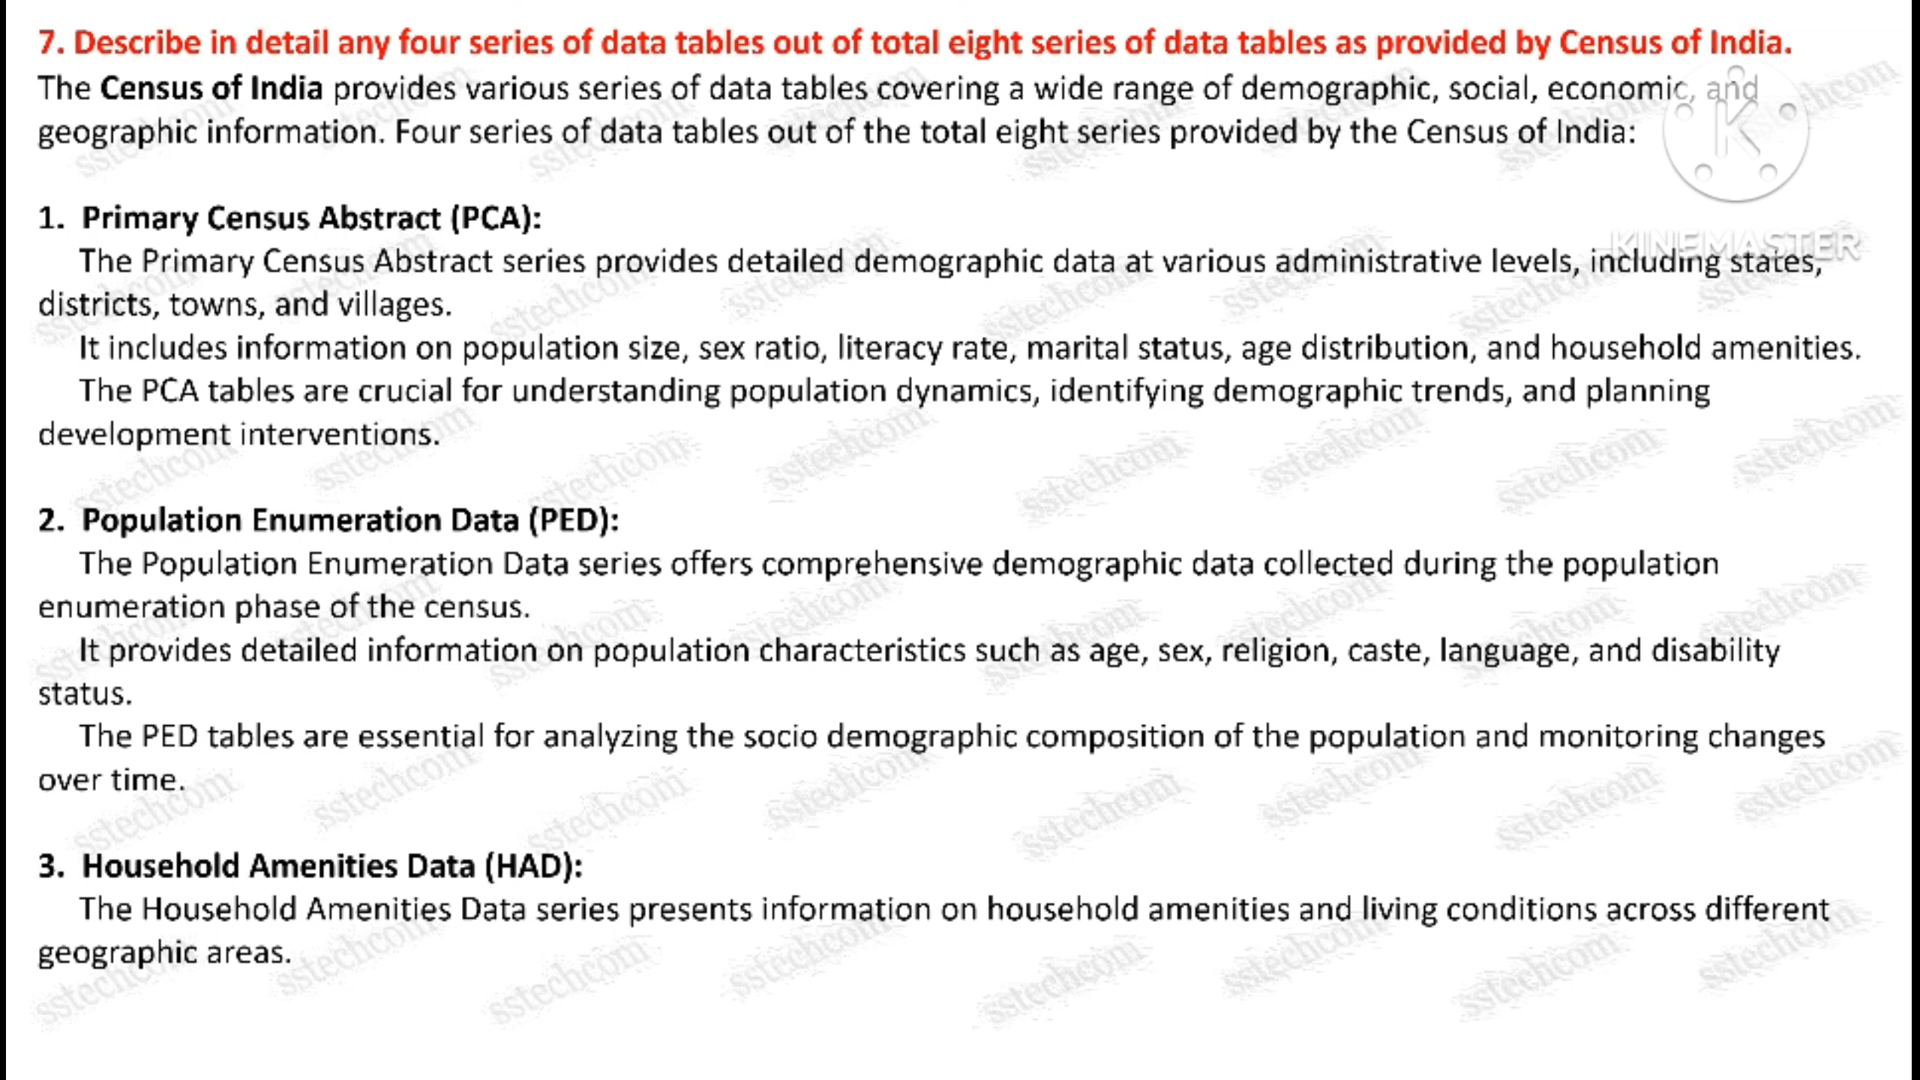 7. Describe in detail any four series of data tables out of total eight series of data tables as provided by Census of India.
The Census of India provides various series of data tables covering a wide range of demographic, social, economic, and
geographic information. Four series of data tables out of the total eight series provided by the Census of India:
K
KINEMASTER
1. Primary Census Abstract (PCA):
The Primary Census Abstract series provides detailed demographic data at various administrative levels, including states,
districts, towns, and villages.
It includes information on population size, sex ratio, literacy rate, marital status, age distribution, and household amenities.
The PCA tables are crucial for understanding population dynamics, identifying demographic trends, and planning
development interventions.
2. Population Enumeration Data (PED):
The Population Enumeration Data series offers comprehensive demographic data collected during the population
enumeration phase of the census.
It provides detailed information on population characteristics such as age, sex, religion, caste, language, and disability
status.
The PED tables are essential for analyzing the socio demographic composition of the population and monitoring changes
over time.
3. Household Amenities Data (HAD):
The Household Amenities Data series presents information on household amenities and living conditions across different
geographic areas.
sstechcom